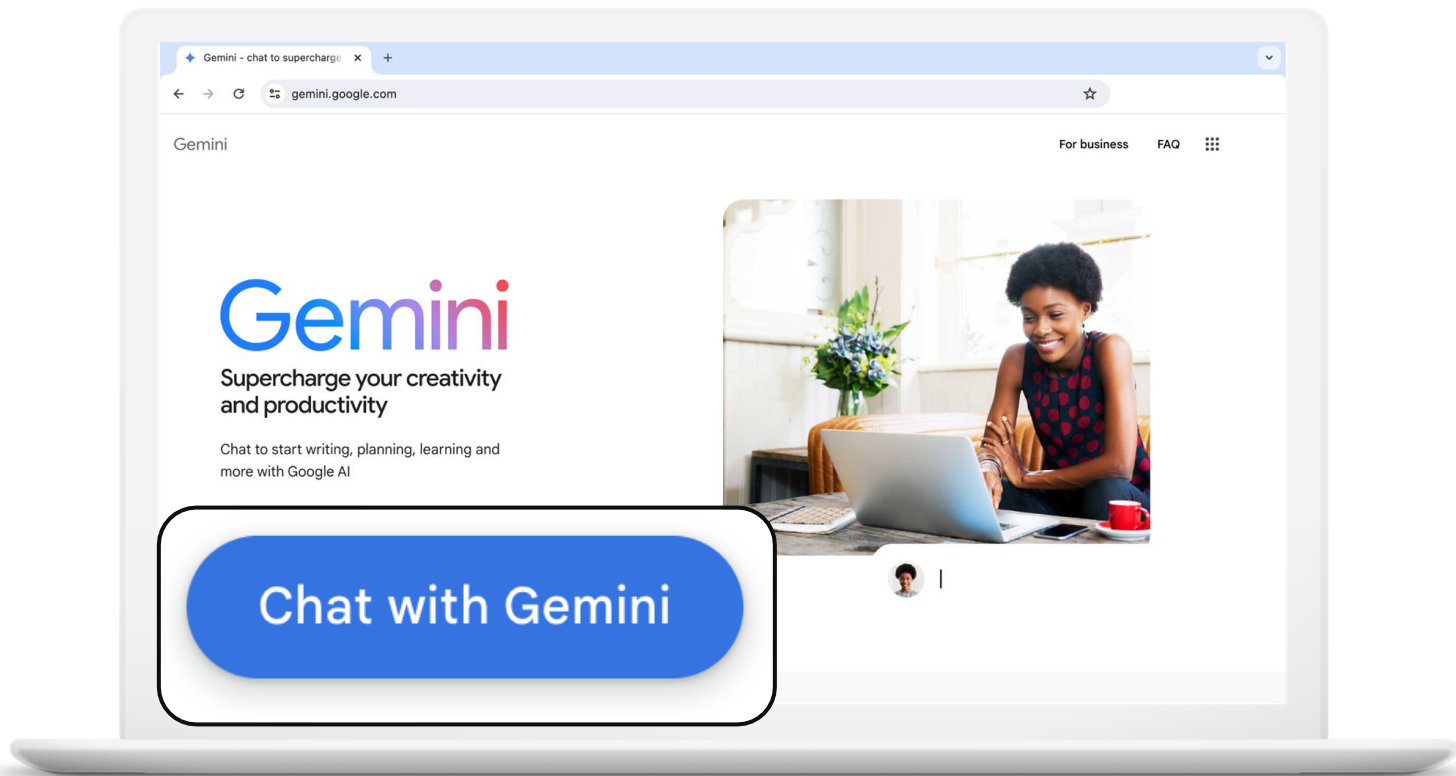 Gemini - chat to supercharge
gemini.google.com
Gemini
For business
FAQ
Gemini
Supercharge your creativity
and productivity
Chat to start writing, planning, learning and
more with Google AI
Chat with Gemini